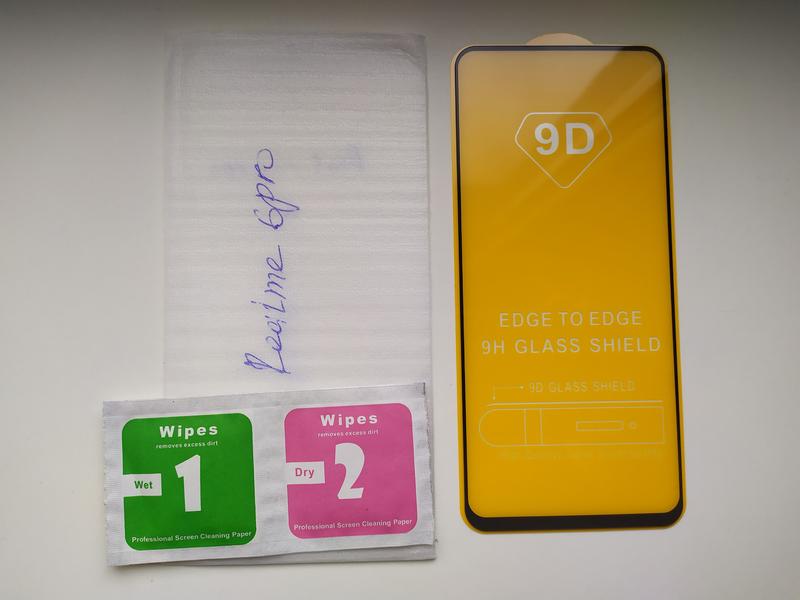 Realime 6pro
9D
EDGE TO EDGE
9H GLASS SHIELD
9D GLASS SHIELD
Wipes
removes excess dirt
Wet
1
Professional Screen Cleaning Paper
Wipes
removes excess dirt
Dry
2
Professional Screen Cleaning Paper